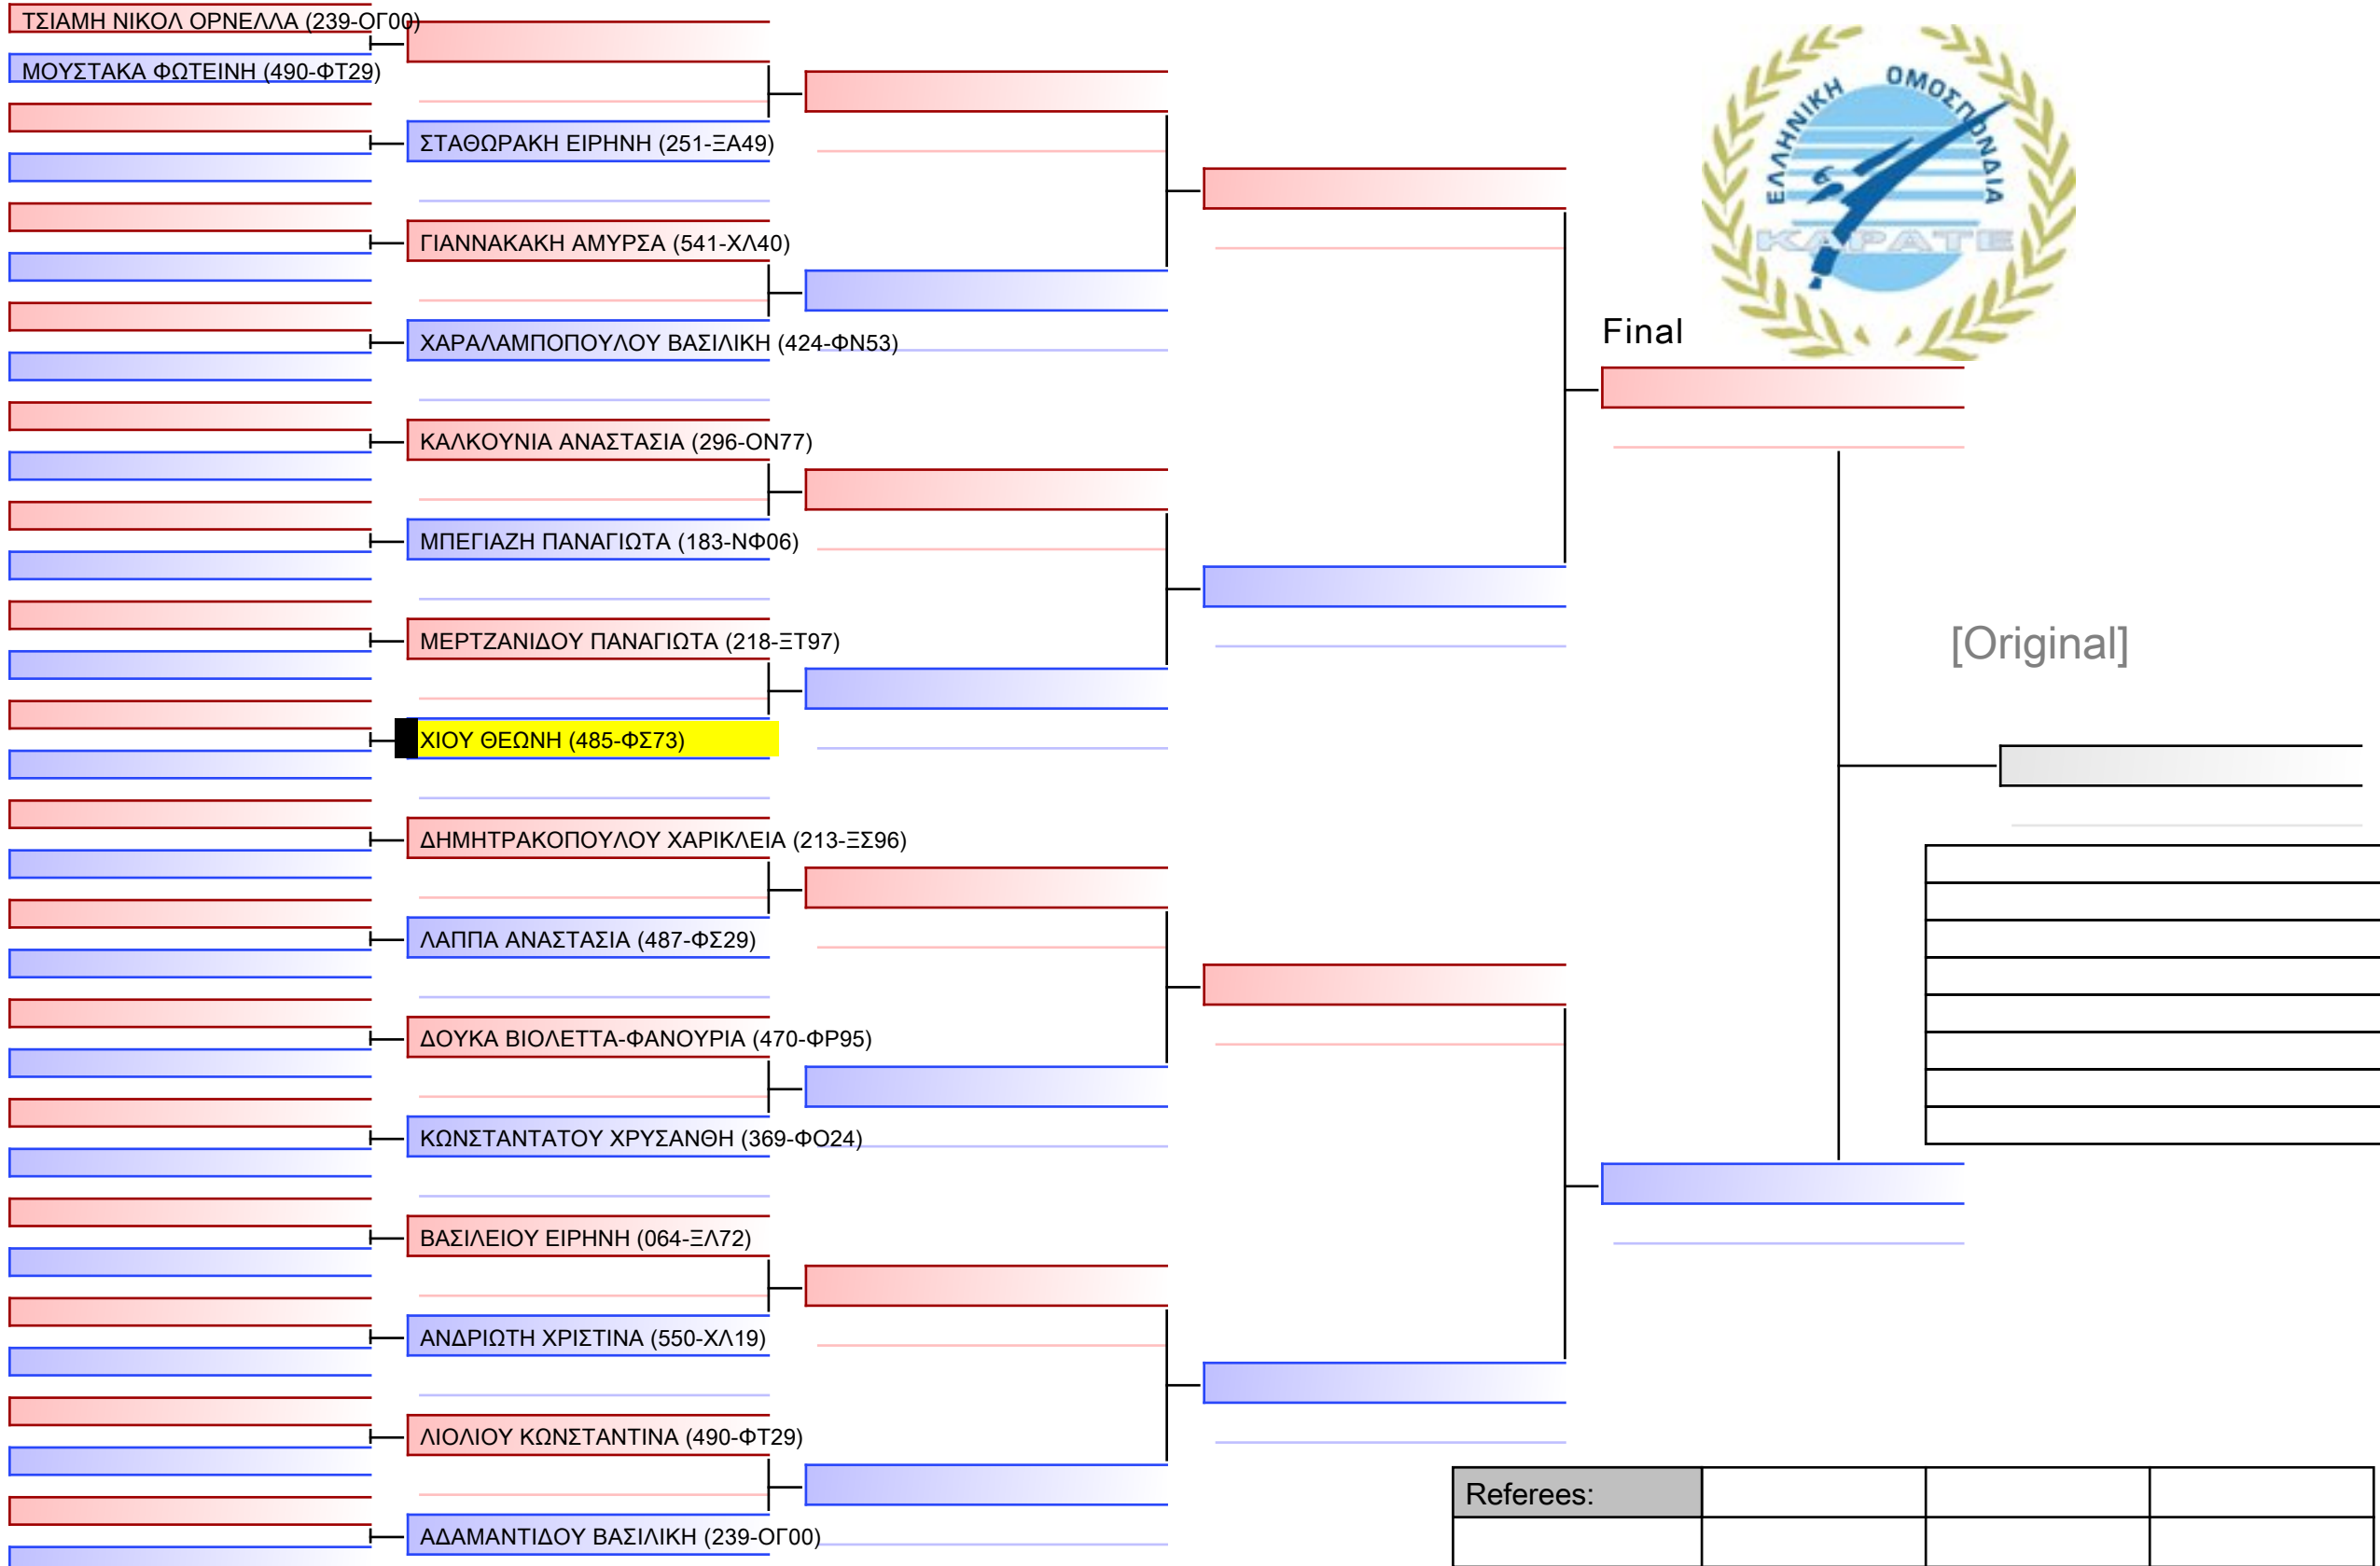 ΤΣΙΑΜΗ ΝΙΚΟΛ ΟΡΝΕΛΛΑ (239-ΟΓ00)
ΜΟΥΣΤΑΚΑ ΦΩΤΕΙΝΗ (490-ΦΤ29)
ΣΤΑΘΩΡΑΚΗ ΕΙΡΗΝΗ (251-ΞΑ49)
ΓΙΑΝΝΑΚΑΚΗ ΑΜΥΡΣΑ (541-ΧΛ40)
ΧΑΡΑΛΑΜΠΟΠΟΥΛΟΥ ΒΑΣΙΛΙΚΗ (424-ΦΝ53)
ΚΑΛΚΟΥΝΙΑ ΑΝΑΣΤΑΣΙΑ (296-ΟΝ77)
ΜΠΕΓΙΑΖΗ ΠΑΝΑΓΙΩΤΑ (183-ΝΦ06)
ΜΕΡΤΖΑΝΙΔΟΥ ΠΑΝΑΓΙΩΤΑ (218-ΞΤ97)
ΧΙΟΥ ΘΕΩΝΗ (485-ΦΣ73)
ΔΗΜΗΤΡΑΚΟΠΟΥΛΟΥ ΧΑΡΙΚΛΕΙΑ (213-ΞΣ96)
ΛΑΠΠΑ ΑΝΑΣΤΑΣΙΑ (487-ΦΣ29)
ΔΟΥΚΑ ΒΙΟΛΕΤΤΑ-ΦΑΝΟΥΡΙΑ (470-ΦΡ95)
ΚΩΝΣΤΑΝΤΑΤΟΥ ΧΡΥΣΑΝΘΗ (369-ΦΟ24)
ΒΑΣΙΛΕΙΟΥ ΕΙΡΗΝΗ (064-ΞΛ72)
ΑΝΔΡΙΩΤΗ ΧΡΙΣΤΙΝΑ (550-ΧΛ19)
ΛΙΟΛΙΟΥ ΚΩΝΣΤΑΝΤΙΝΑ (490-ΦΤ29)
ΑΔΑΜΑΝΤΙΔΟΥ ΒΑΣΙΛΙΚΗ (239-ΟΓ00)
ΕΛΛΗΝΙΚΗ ΟΜΟΣΠΟΝΔΙΑ
ΚΑΡΑΤΕ
Final
[Original]
Referees: